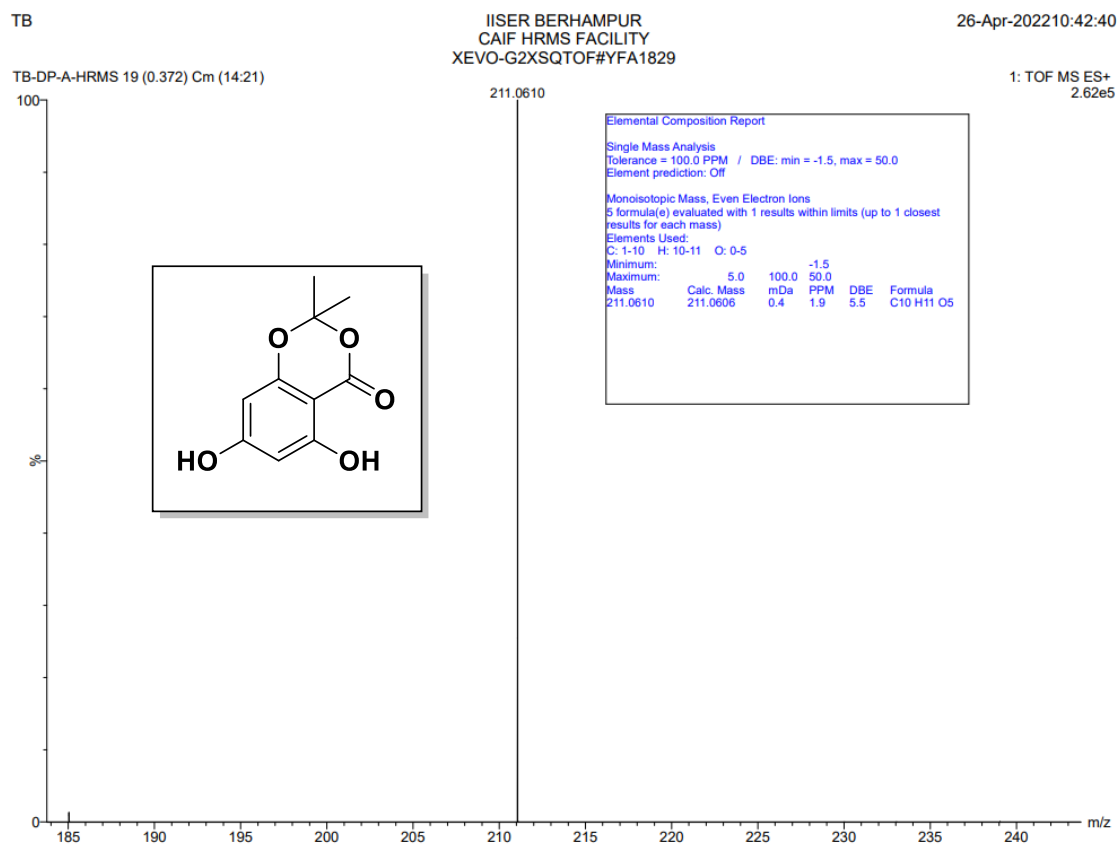 TB
IISER BERHAMPUR
26-Apr-202210:42:40
CAIF HRMS FACILITY
XEVO-G2XSQTOF#YFA1829
TB-DP-A-HRMS 19 (0.372) Cm (14:21)
1: TOF MS ES+
2.62e5
100
211.0610
Elemental Composition Report
Single Mass Analysis
Tolerance = 100.0 PPM / DBE: min = -1.5, max = 50.0
Element prediction: Off
Monoisotopic Mass, Even Electron Ions
5 formula(e) evaluated with 1 results within limits (up to 1 closest
results for each mass)
Elements Used:
C: 1-10 H: 10-11 O: 0-5
Minimum: -1.5
Maximum: 5.0 100.0 50.0
Mass Calc. Mass mDa PPM DBE Formula
211.0610 211.0606 0.4 1.9 5.5 C10 H11 O5
O O
O
HO OH
%
0
185 190 195 200 205 210 215 220 225 230 235 240 m/z